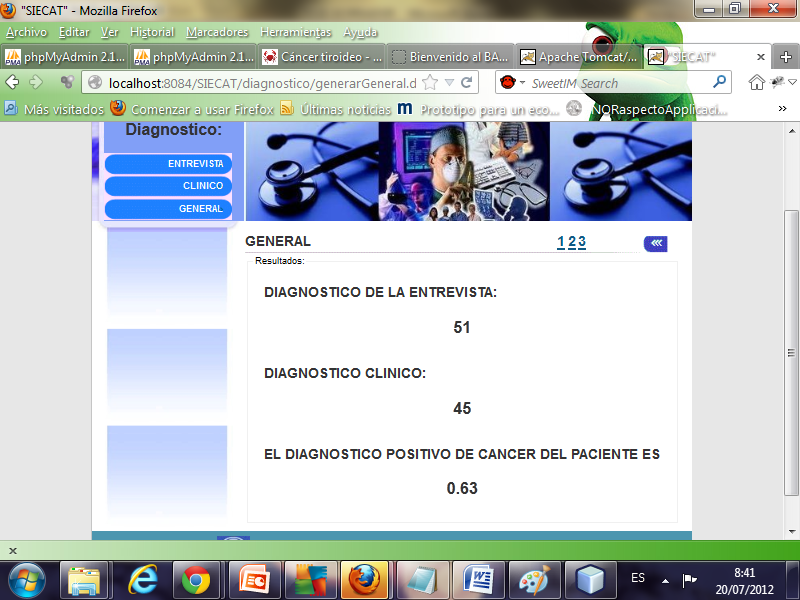 "SIECAT" - Mozilla Firefox
Archivo Editar Ver Historial Marcadores Herramientas Ayuda
phpMyAdmin 2.1... phpMyAdmin 2.1... Cáncer tiroideo - ... Bienvenido al BA... Apache Tomcat/... "SIECAT"
localhost:8084/SIECAT/diagnostico/generarGeneral.d SweetIM Search
Más visitados Comenzar a usar Firefox Últimas noticias Prototipo para un eco... NORaspectoApplicaci...
Diagnostico:
ENTREVISTA
CLINICO
GENERAL
GENERAL 1 2 3
Resultados:
DIAGNOSTICO DE LA ENTREVISTA:
51
DIAGNOSTICO CLINICO:
45
EL DIAGNOSTICO POSITIVO DE CANCER DEL PACIENTE ES
0.63
ES 8:41
20/07/2012